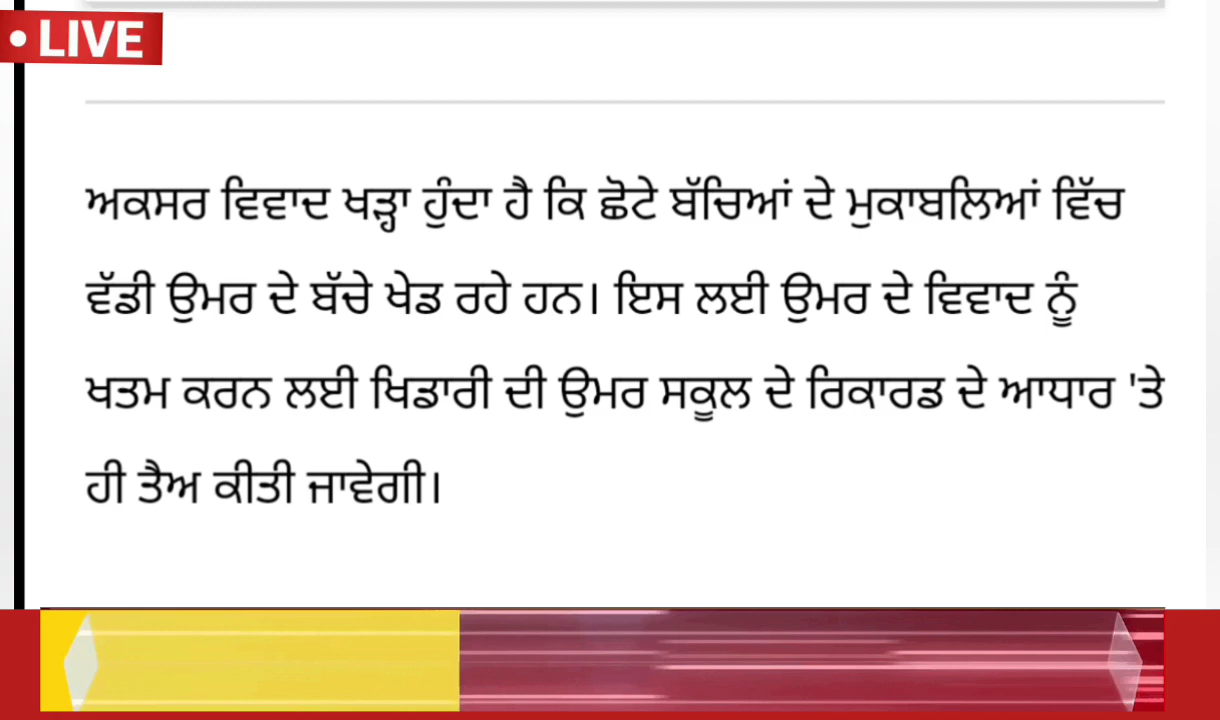 LIVE
ਅਕਸਰ ਵਿਵਾਦ ਖੜ੍ਹਾ ਹੁੰਦਾ ਹੈ ਕਿ ਛੋਟੇ ਬੱਚਿਆਂ ਦੇ ਮੁਕਾਬਲਿਆਂ ਵਿੱਚ
ਵੱਡੀ ਉਮਰ ਦੇ ਬੱਚੇ ਖੇਡ ਰਹੇ ਹਨ। ਇਸ ਲਈ ਉਮਰ ਦੇ ਵਿਵਾਦ ਨੂੰ
ਖਤਮ ਕਰਨ ਲਈ ਖਿਡਾਰੀ ਦੀ ਉਮਰ ਸਕੂਲ ਦੇ ਰਿਕਾਰਡ ਦੇ ਆਧਾਰ 'ਤੇ
ਹੀ ਤੈਅ ਕੀਤੀ ਜਾਵੇਗੀ।